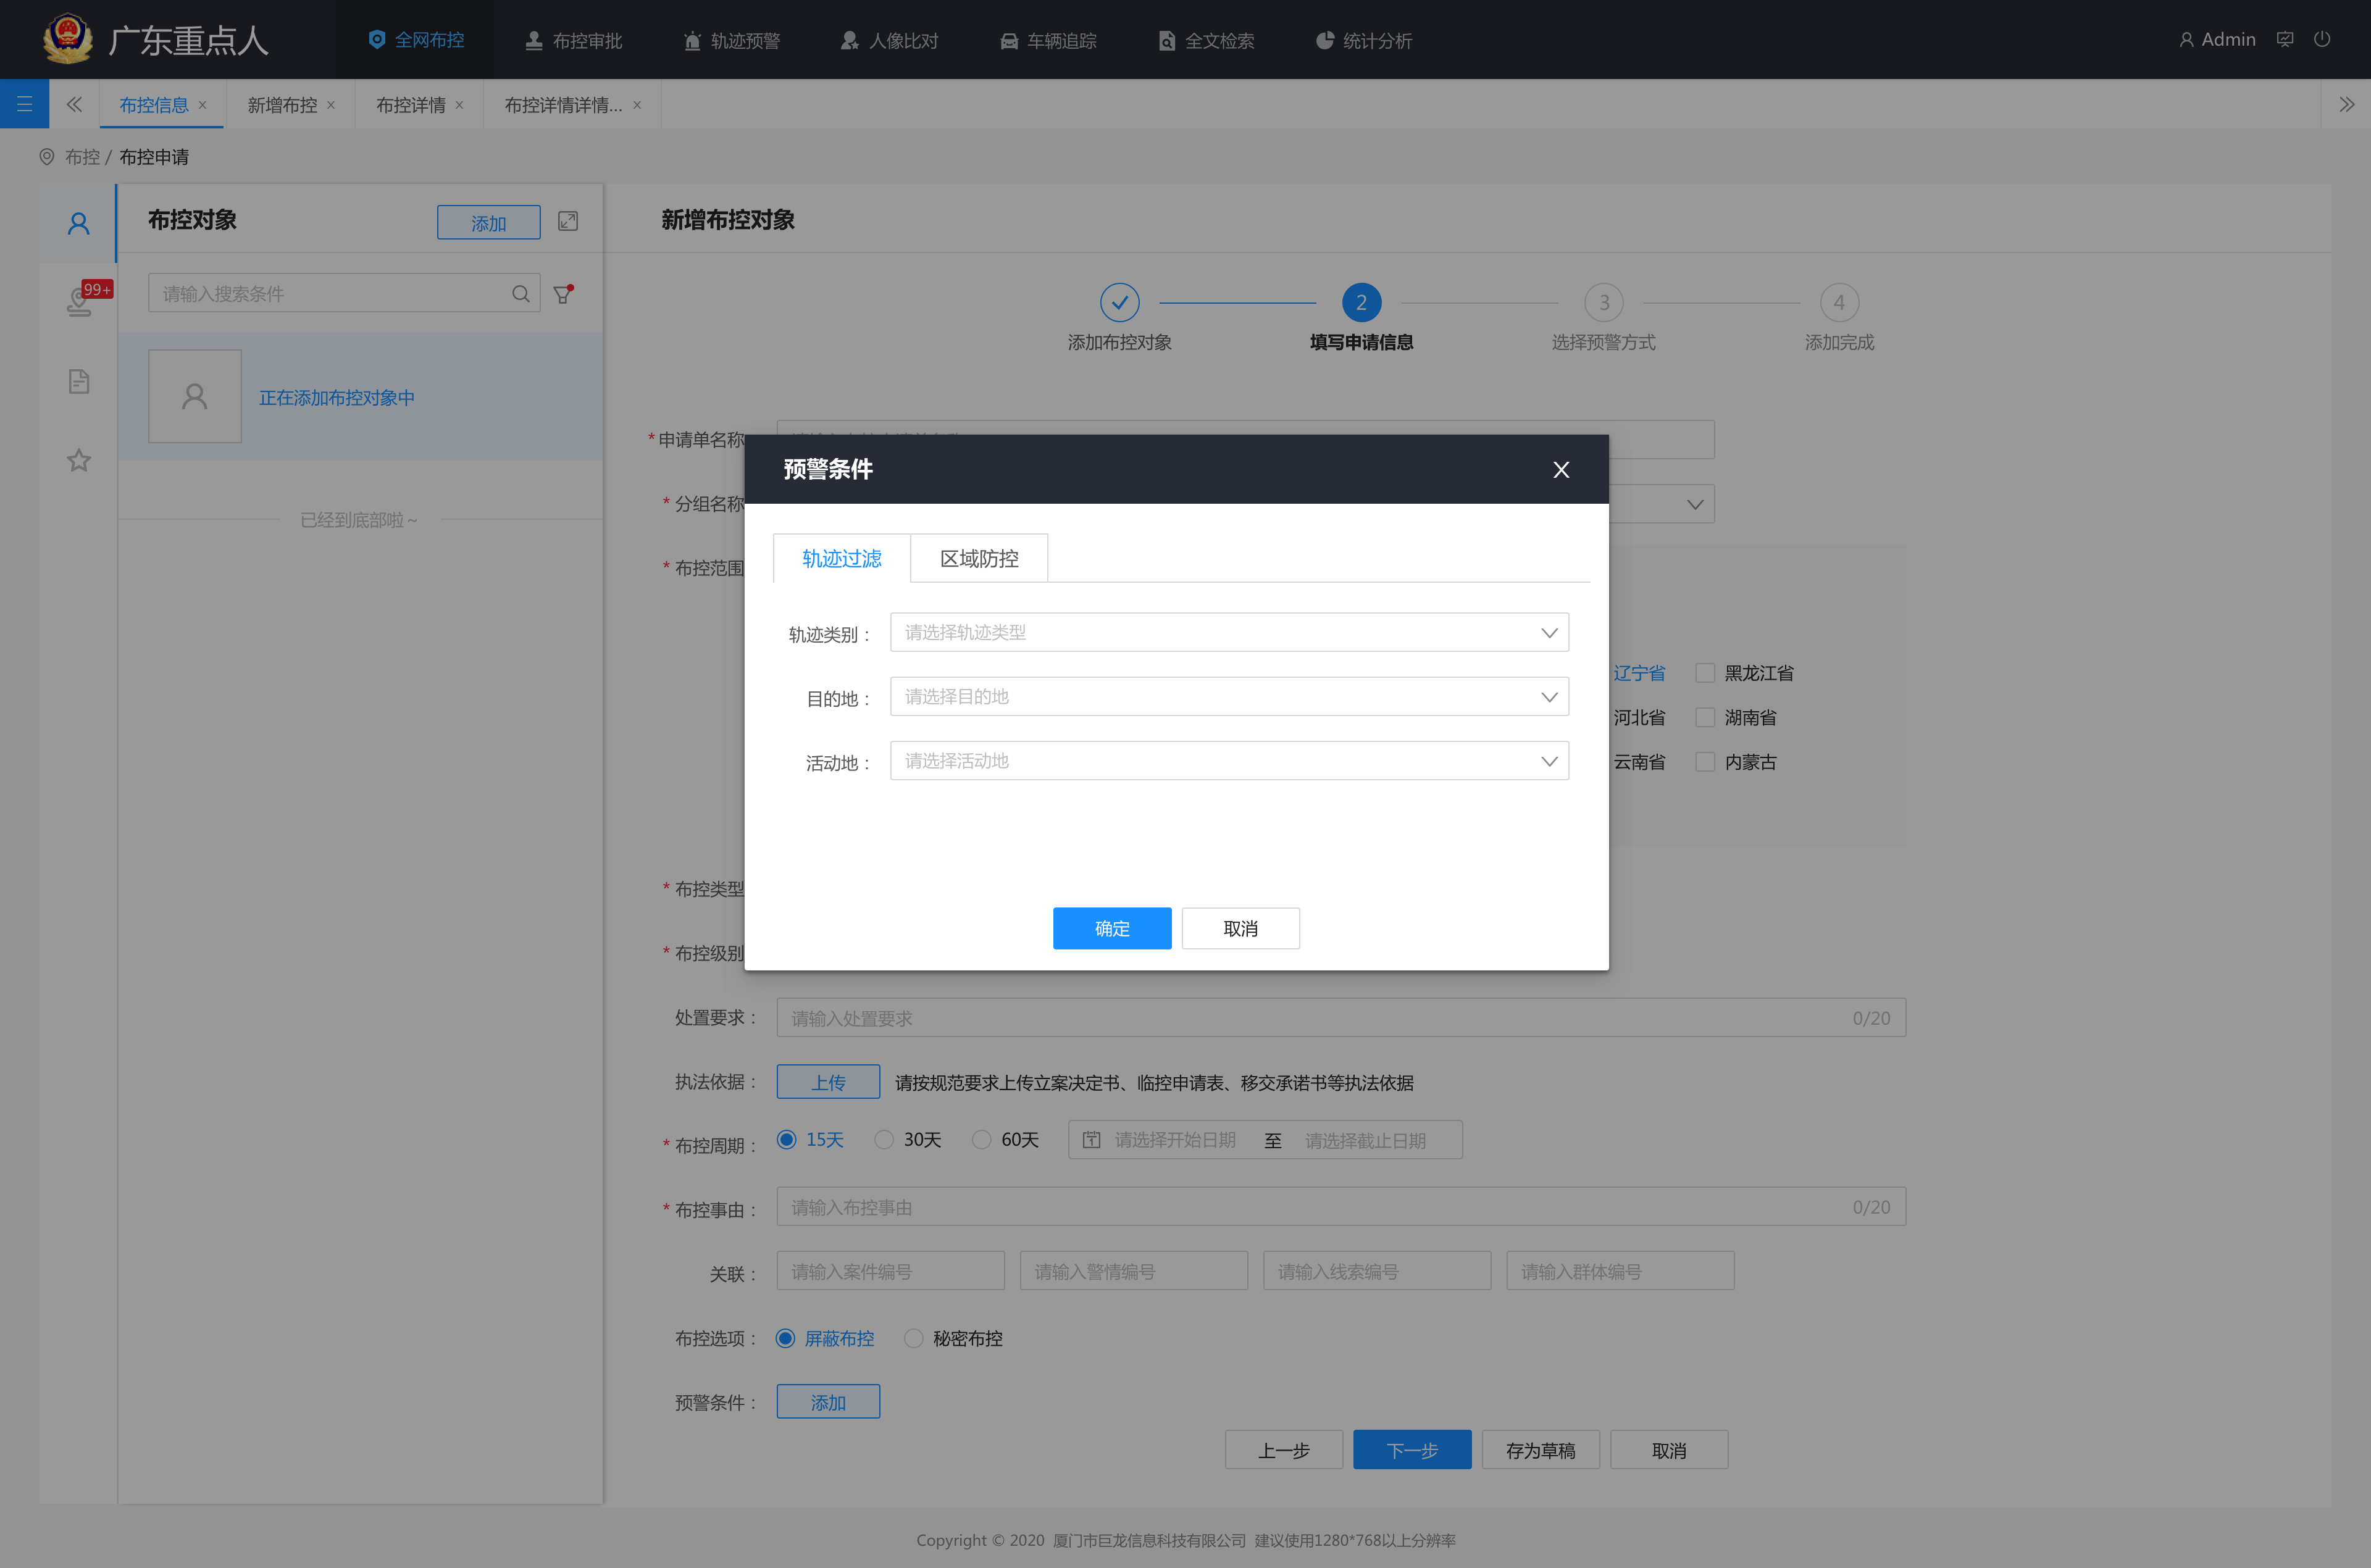 广东重点人 全网布控 布控审批 轨迹预警 人像比对 车辆追踪 全文检索 统计分析 Admin
布控信息 × 新增布控 × 布控详情 × 布控详情详情... ×
布控 / 布控申请
布控对象 添加
新增布控对象
99+
请输入搜索条件
2 3 4
添加布控对象 填写申请信息 选择预警方式 添加完成
正在添加布控对象中
已经到底部啦~
* 申请单名称
预警条件
* 分组名称
* 布控范围
轨迹过滤 区域防控
轨迹类别： 请选择轨迹类型
目的地： 请选择目的地
活动地： 请选择活动地
辽宁省 黑龙江省
河北省 湖南省
云南省 内蒙古
* 布控类型
确定 取消
* 布控级别
处置要求： 请输入处置要求 0/20
执法依据： 上传 请按规范要求上传立案决定书、临控申请表、移交承诺书等执法依据
* 布控周期： 15天 30天 60天 请选择开始日期 至 请选择截止日期
* 布控事由： 请输入布控事由 0/20
关联： 请输入案件编号 请输入警情编号 请输入线索编号 请输入群体编号
布控选项： 屏蔽布控 秘密布控
预警条件： 添加
上一步 下一步 存为草稿 取消
Copyright © 2020 厦门市巨龙信息科技有限公司 建议使用1280*768以上分辨率